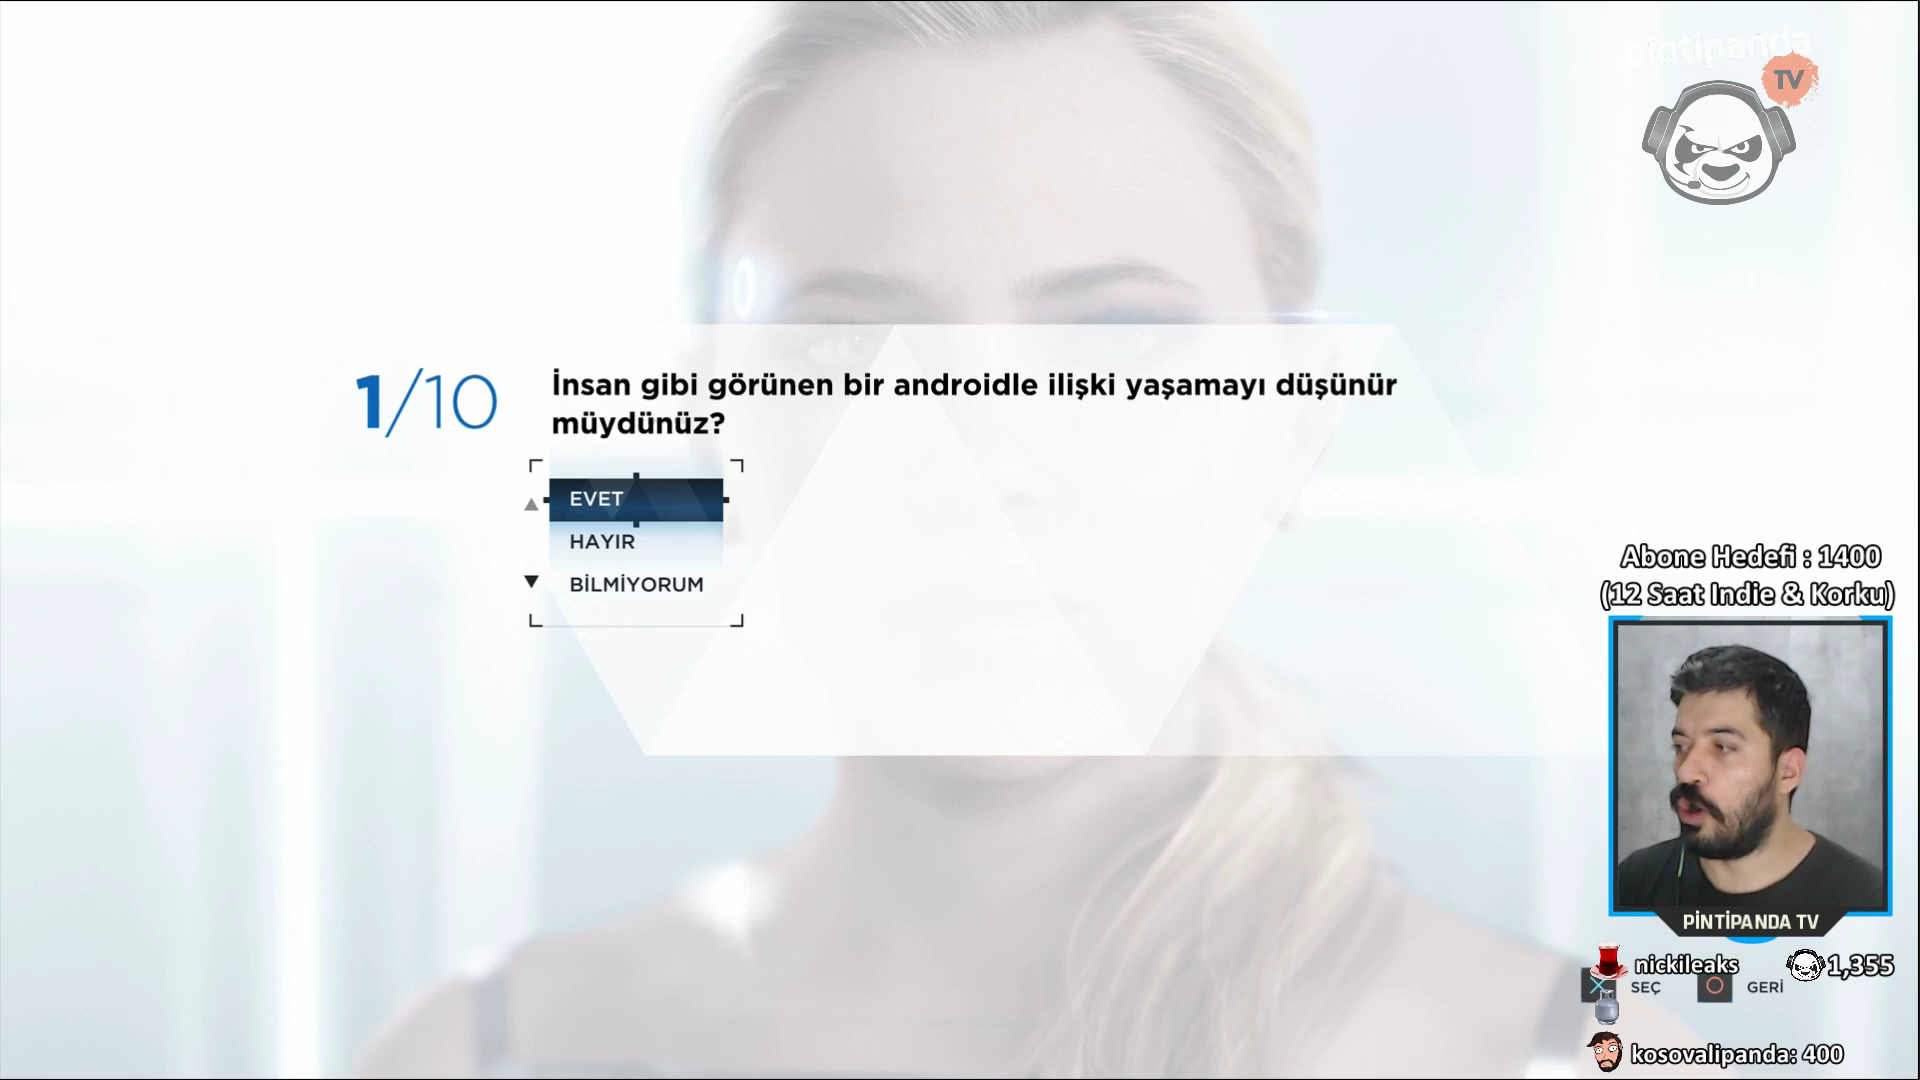 pintipanda
TV
1/10
İnsan gibi görünen bir androidle ilişki yaşamayı düşünür
müydünüz?
EVET
HAYIR
BİLMİYORUM
Abone Hedefi : 1400
(12 Saat Indie & Korku)
PİNTİPANDA TV
nickileaks
1,355
SEÇ
GERİ
kosovalipanda: 400